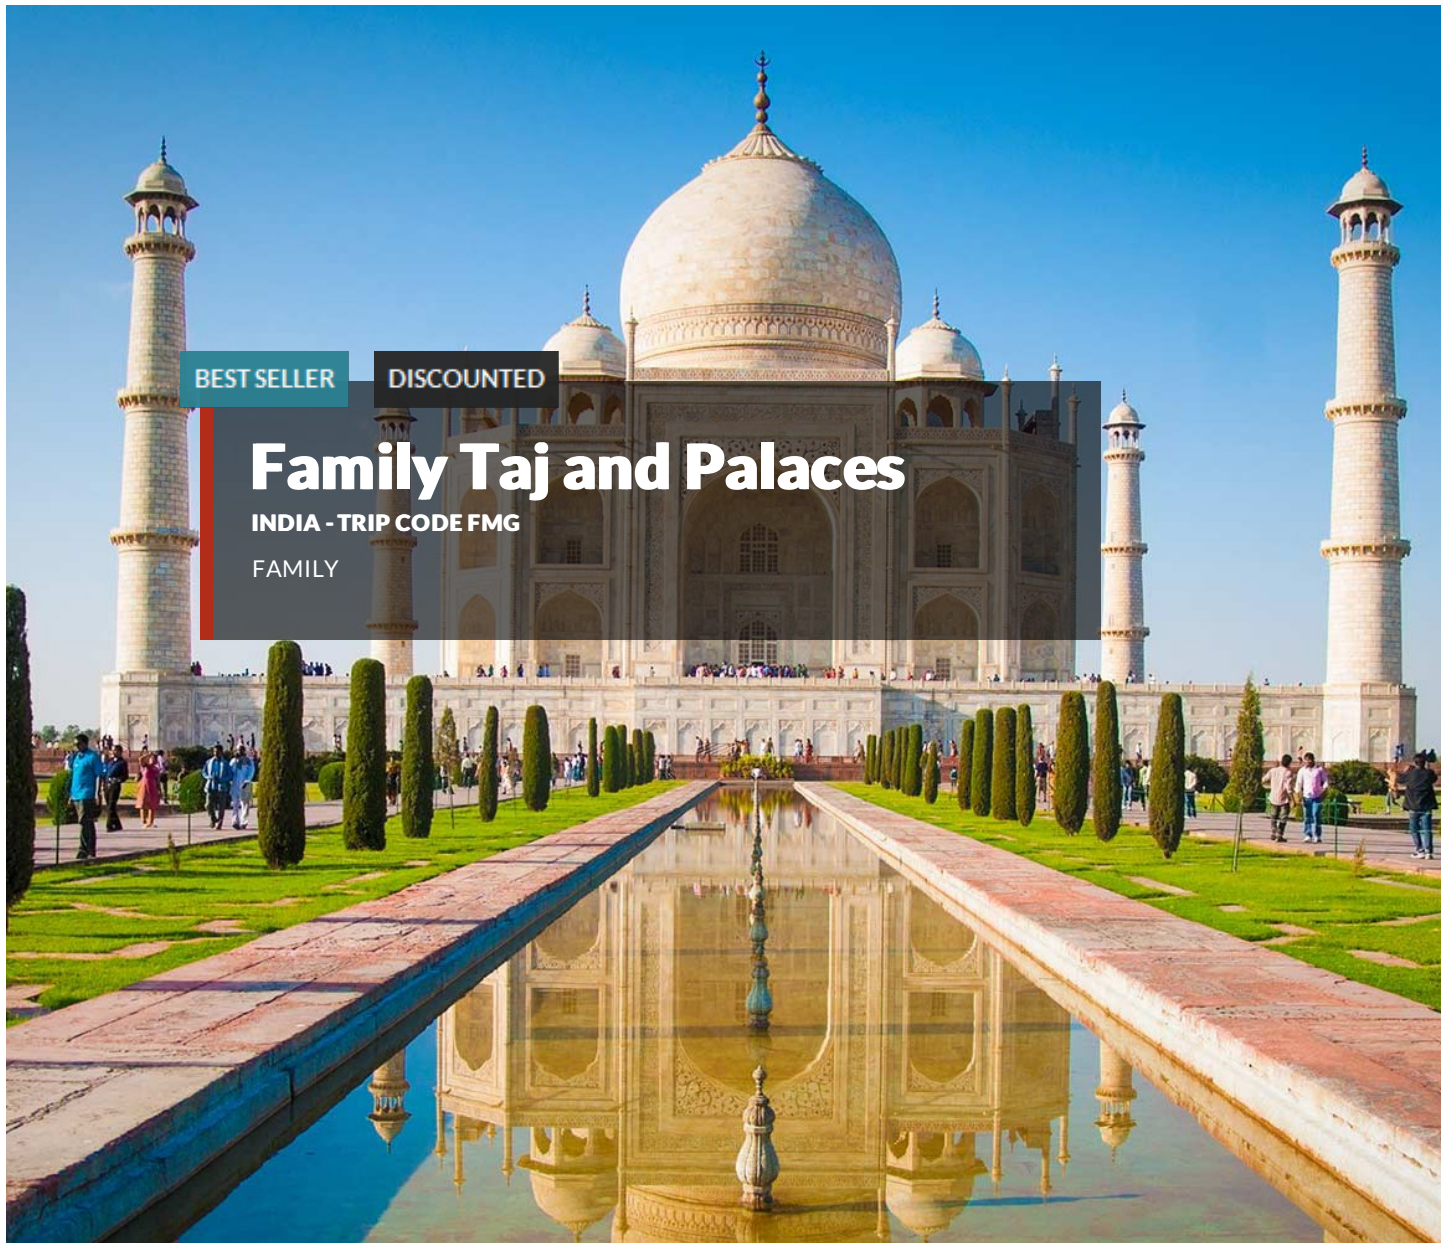 BEST SELLER
DISCOUNTED
Family Taj and Palaces
INDIA - TRIP CODE FMG
FAMILY